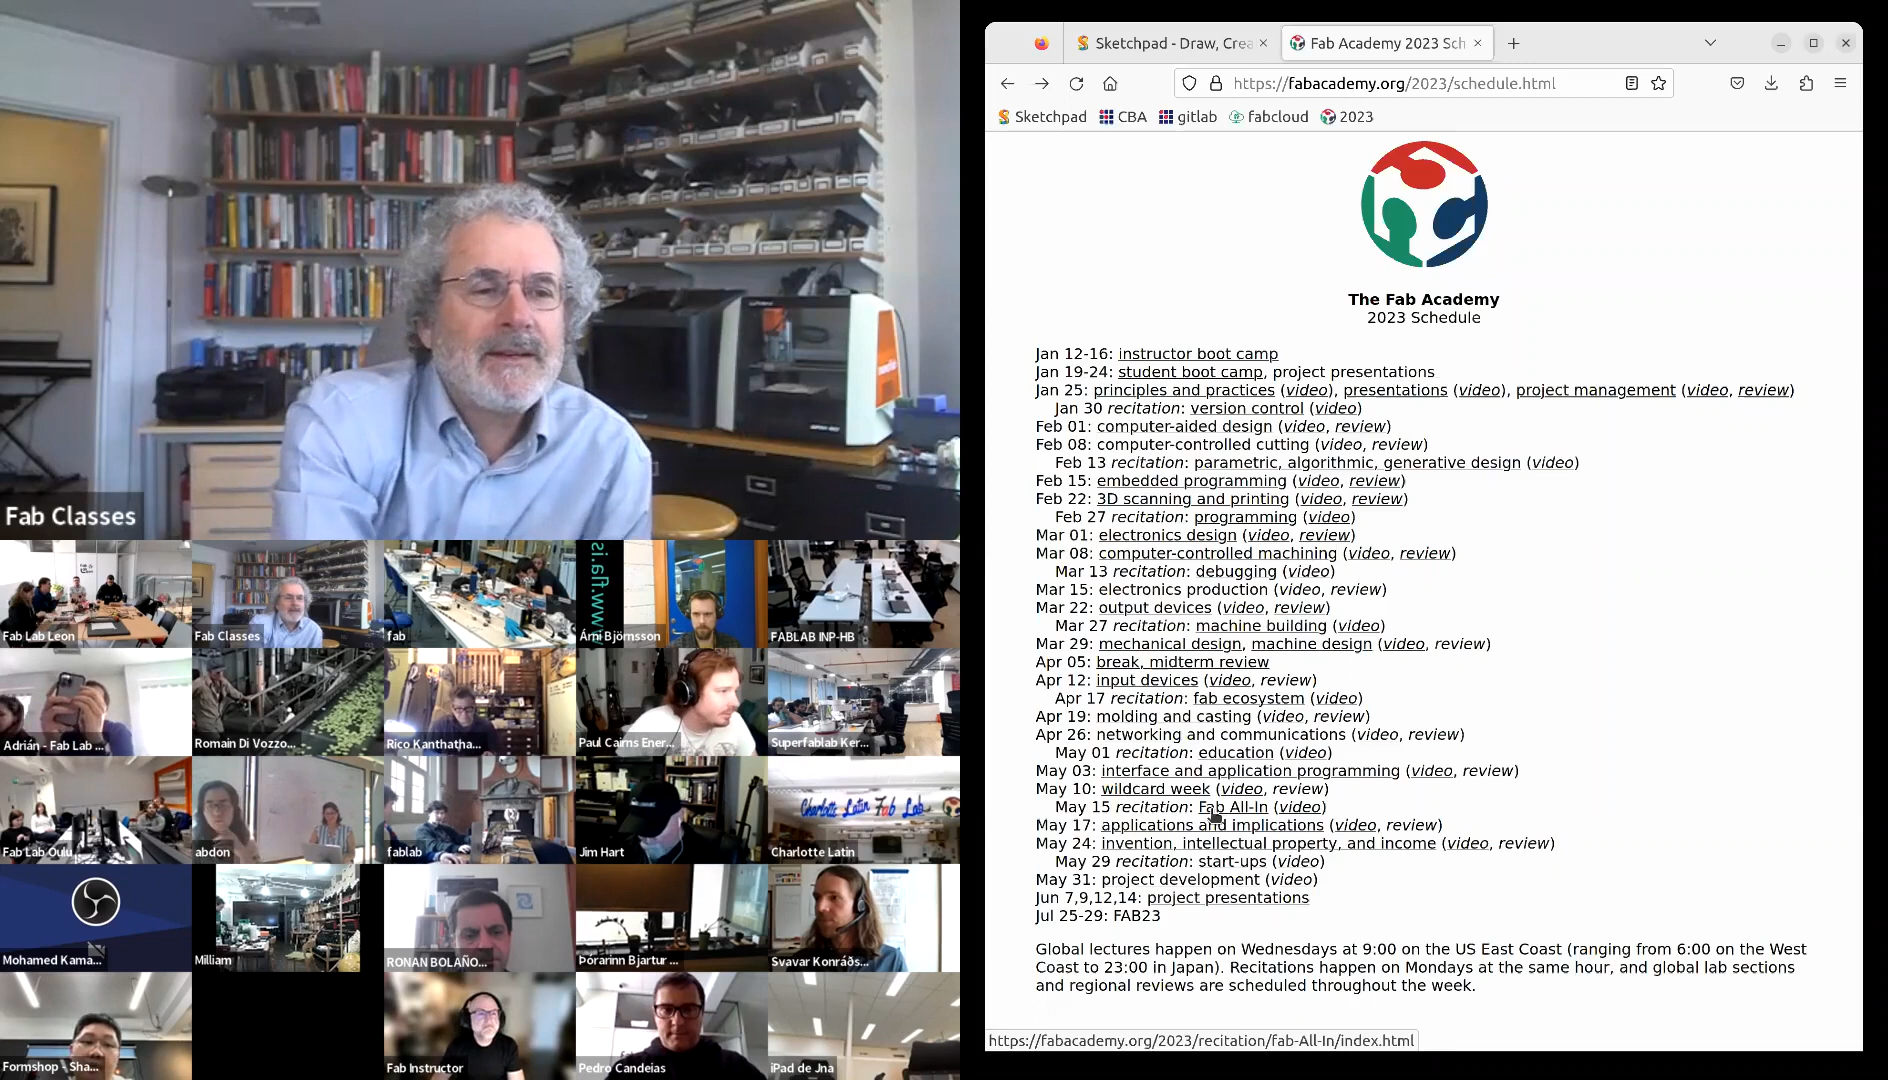 Fab Classes
Fab Lab Leon
Fab Classes
fab
Árni Björnsson
FABLAB INP-HB
Adrián - Fab Lab ...
Romain Di Vozzo...
Rico Kanthatha...
Paul Cairns Ener...
Superfablab Ker...
Charlotte Latin Fab Lab
Fab Lab Oulu
abdon
fablab
Jim Hart
Charlotte Latin
Mohamed Kama...
Milliam
RONAN BOLAÑO...
Þórarinn Bjartur ...
Svavar Konráðs...
Formshop - Sha...
Fab Instructor
Pedro Candeias
iPad de Jna
Sketchpad - Draw, Crea
Fab Academy 2023 Sch
https://fabacademy.org/2023/schedule.html
Sketchpad CBA gitlab fabcloud 2023
The Fab Academy
2023 Schedule
Jan 12-16: instructor boot camp
Jan 19-24: student boot camp, project presentations
Jan 25: principles and practices (video), presentations (video), project management (video, review)
Jan 30 recitation: version control (video)
Feb 01: computer-aided design (video, review)
Feb 08: computer-controlled cutting (video, review)
Feb 13 recitation: parametric, algorithmic, generative design (video)
Feb 15: embedded programming (video, review)
Feb 22: 3D scanning and printing (video, review)
Feb 27 recitation: programming (video)
Mar 01: electronics design (video, review)
Mar 08: computer-controlled machining (video, review)
Mar 13 recitation: debugging (video)
Mar 15: electronics production (video, review)
Mar 22: output devices (video, review)
Mar 27 recitation: machine building (video)
Mar 29: mechanical design, machine design (video, review)
Apr 05: break, midterm review
Apr 12: input devices (video, review)
Apr 17 recitation: fab ecosystem (video)
Apr 19: molding and casting (video, review)
Apr 26: networking and communications (video, review)
May 01 recitation: education (video)
May 03: interface and application programming (video, review)
May 10: wildcard week (video, review)
May 15 recitation: Fab All-In (video)
May 17: applications and implications (video, review)
May 24: invention, intellectual property, and income (video, review)
May 29 recitation: start-ups (video)
May 31: project development (video)
Jun 7,9,12,14: project presentations
Jul 25-29: FAB23
Global lectures happen on Wednesdays at 9:00 on the US East Coast (ranging from 6:00 on the West
Coast to 23:00 in Japan). Recitations happen on Mondays at the same hour, and global lab sections
and regional reviews are scheduled throughout the week.
https://fabacademy.org/2023/recitation/fab-All-In/index.html